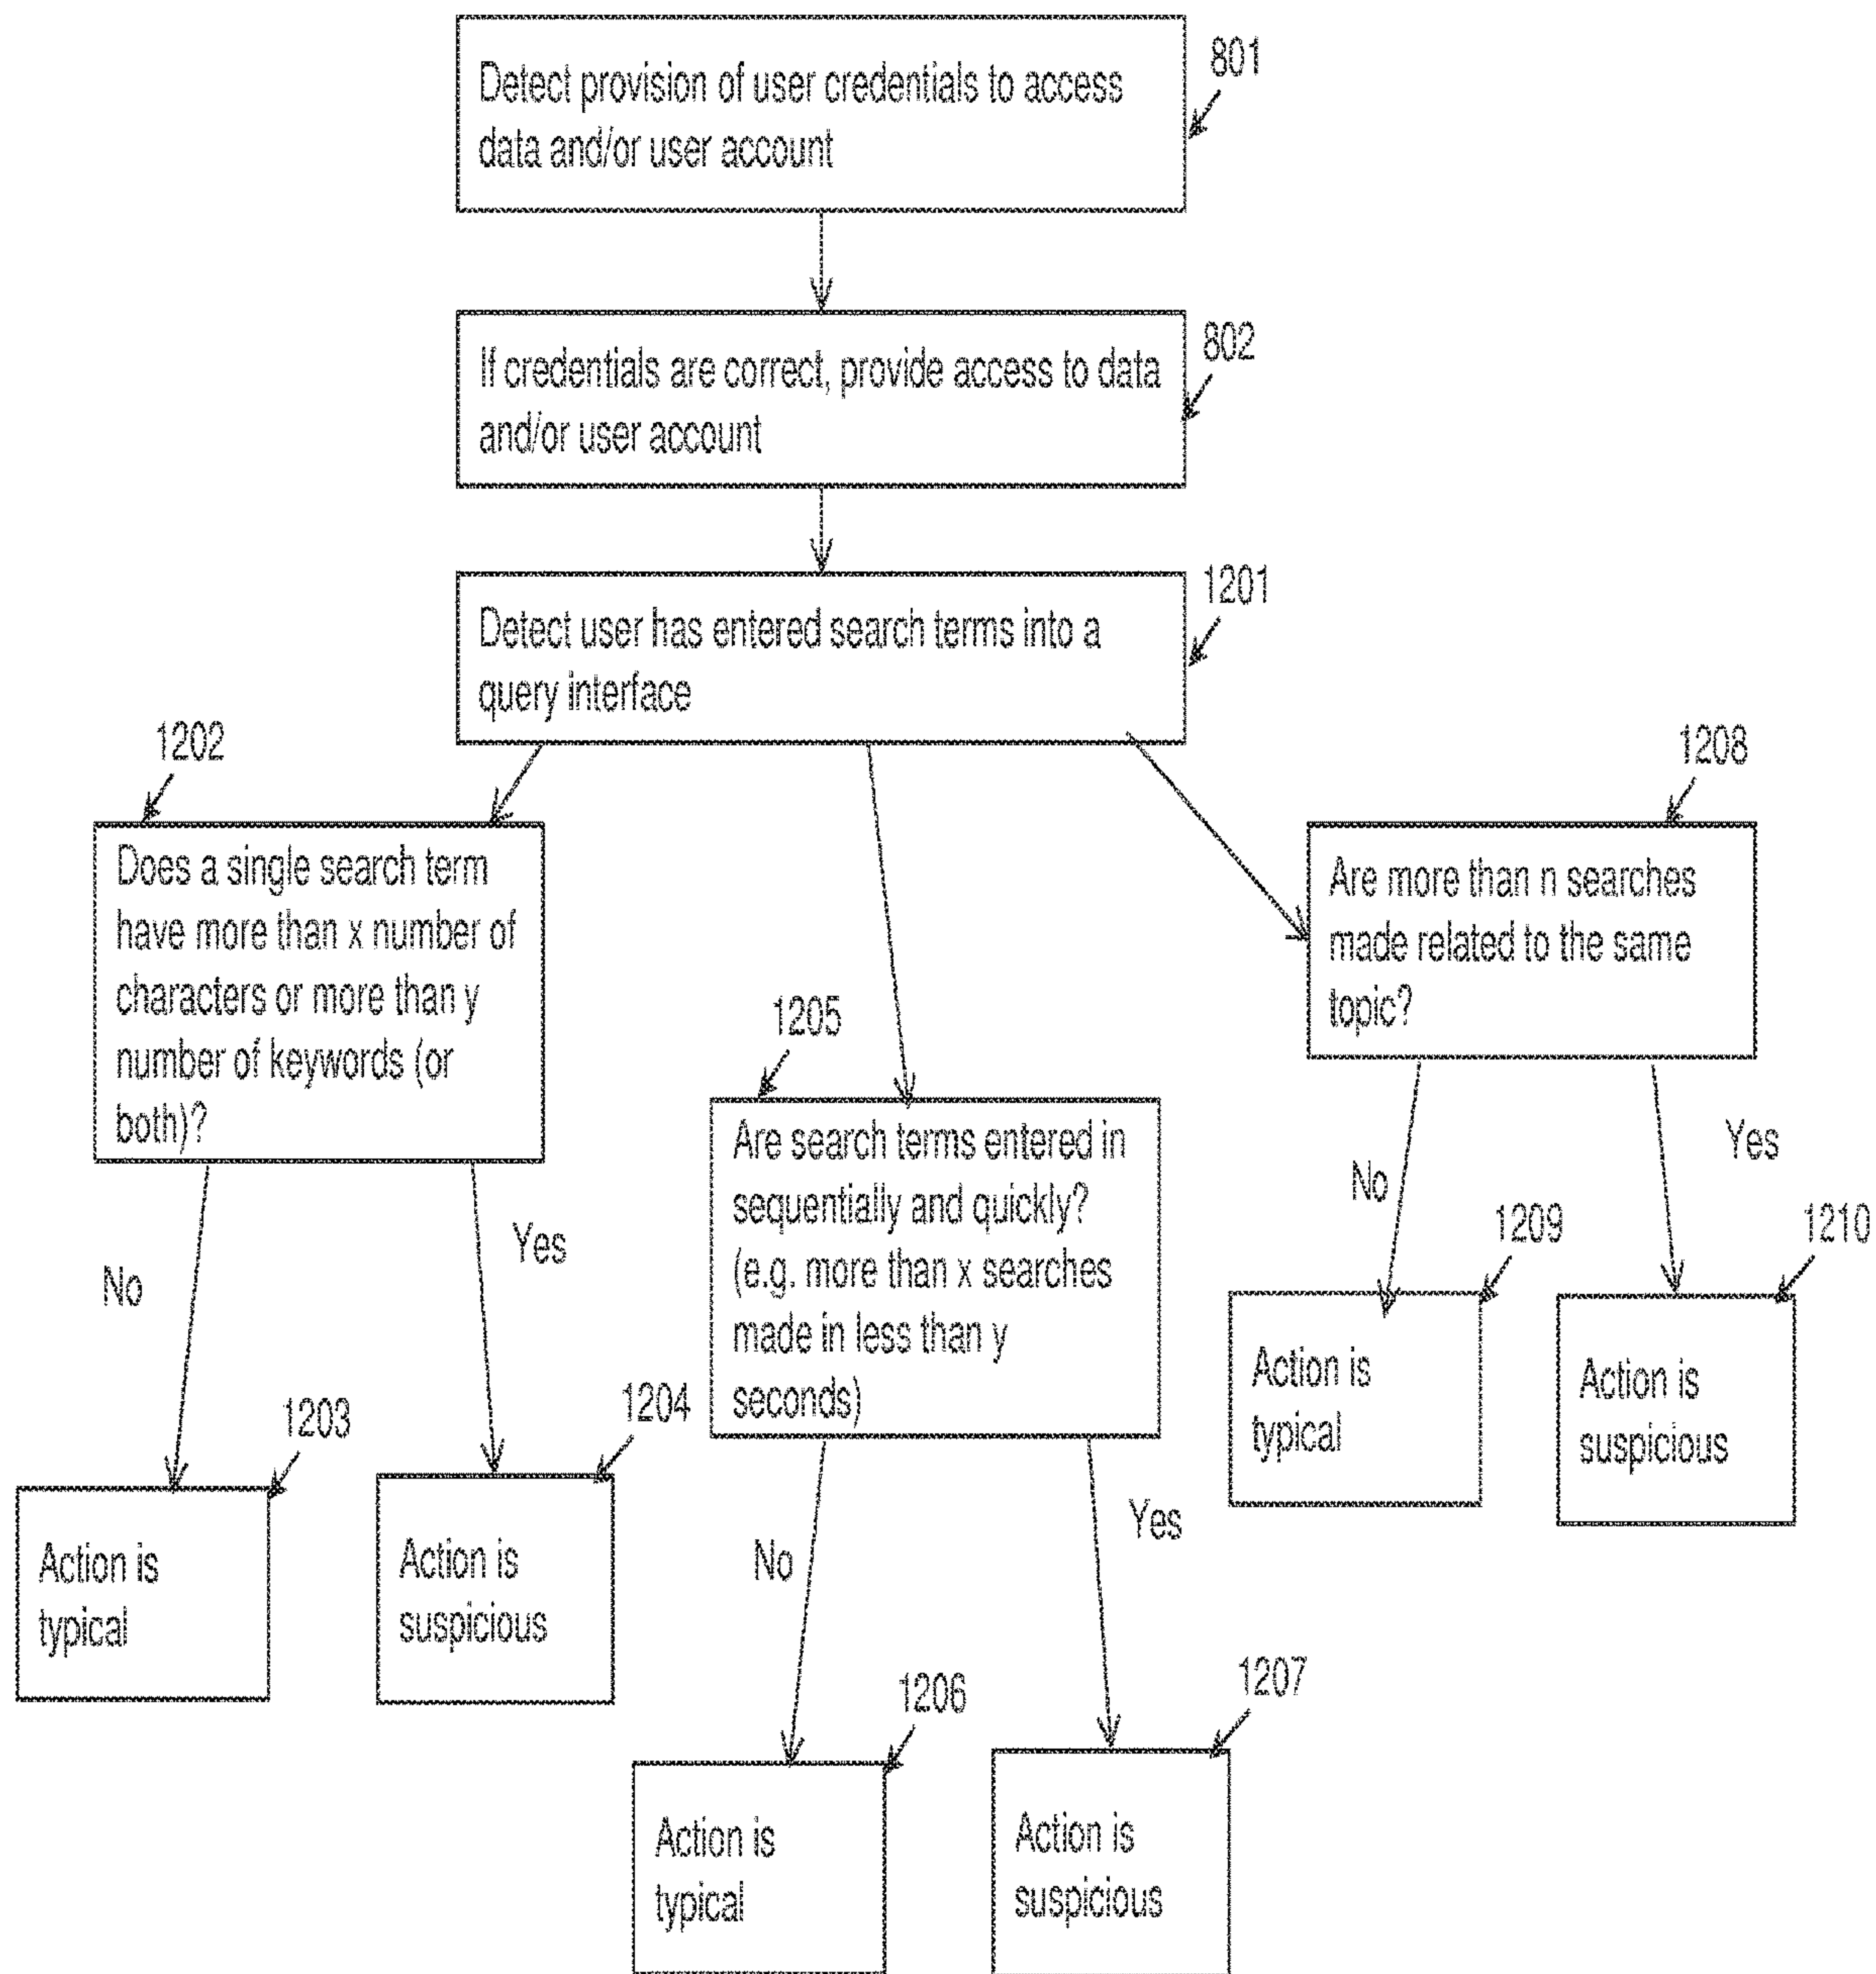 801
Detect provision of user credentials to access
data and/or user account
802
If credentials are correct, provide access to data
and/or user account
1201
Detect user has entered search terms into a
query interface
1202
Does a single search term
have more than x number of
characters or more than y
number of keywords (or
both)?
No
Yes
1203
Action is
typical
1204
Action is
suspicious
1205
Are search terms entered in
sequentially and quickly?
(e.g. more than x searches
made in less than y
seconds)
No
Yes
1206
Action is
typical
1207
Action is
suspicious
1208
Are more than n searches
made related to the same
topic?
No
Yes
1209
Action is
typical
1210
Action is
suspicious